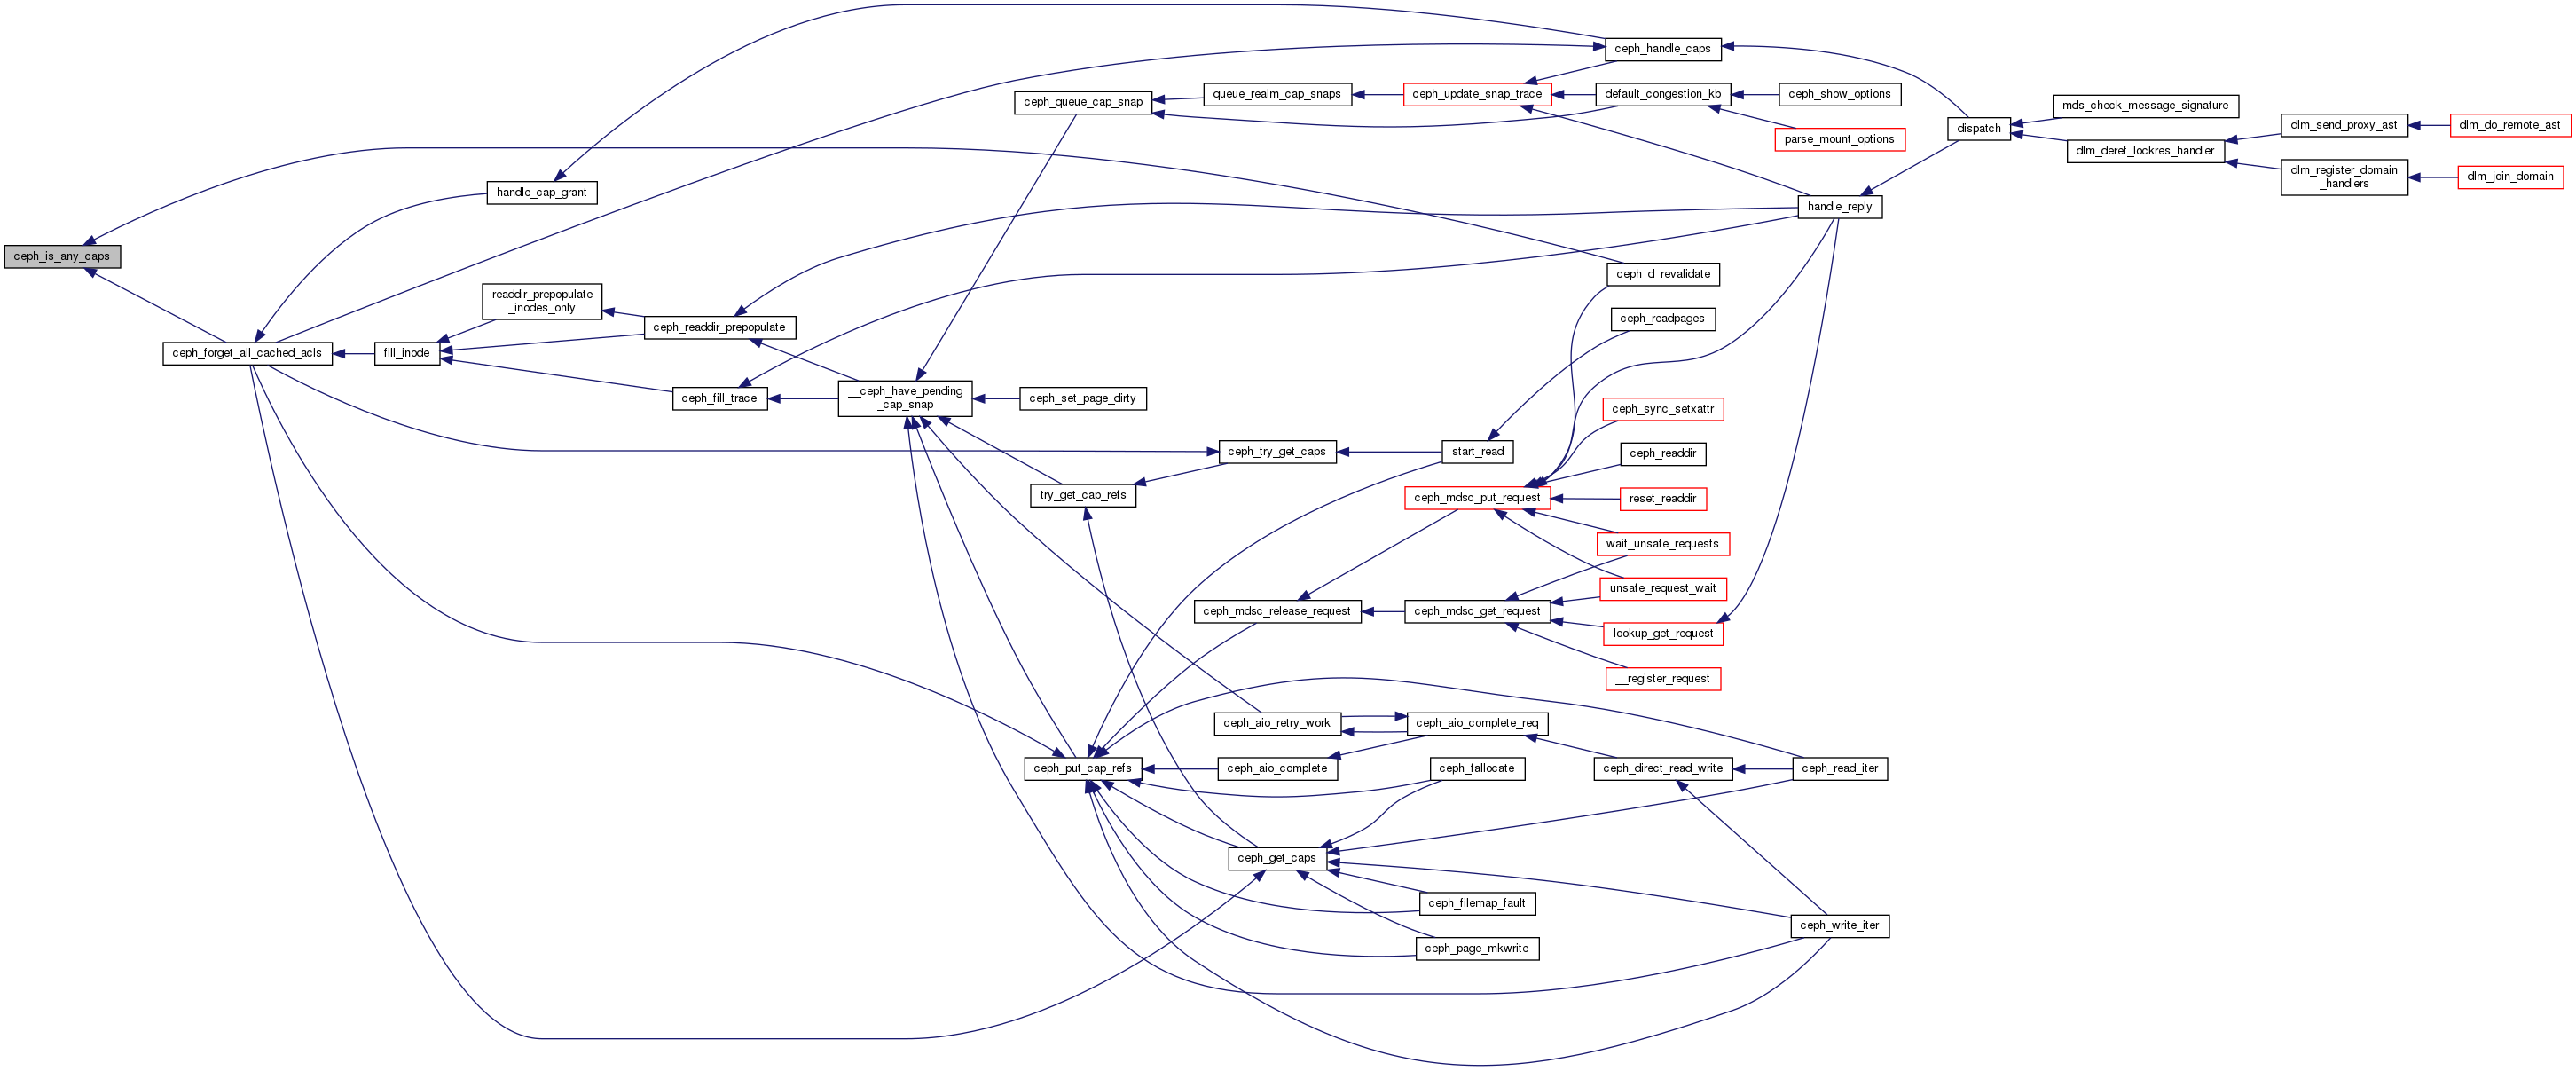 ceph_is_any_caps
ceph_forget_all_cached_acls
handle_cap_grant
fill_inode
readdir_prepopulate
_inodes_only
ceph_readdir_prepopulate
ceph_fill_trace
__ceph_have_pending
_cap_snap
ceph_queue_cap_snap
ceph_set_page_dirty
try_get_cap_refs
ceph_put_cap_refs
queue_realm_cap_snaps
ceph_try_get_caps
ceph_mdsc_release_request
ceph_aio_retry_work
ceph_aio_complete
ceph_get_caps
ceph_update_snap_trace
start_read
ceph_mdsc_put_request
ceph_mdsc_get_request
ceph_aio_complete_req
ceph_fallocate
ceph_filemap_fault
ceph_page_mkwrite
ceph_handle_caps
default_congestion_kb
ceph_d_revalidate
ceph_readpages
ceph_sync_setxattr
ceph_readdir
reset_readdir
wait_unsafe_requests
unsafe_request_wait
lookup_get_request
__register_request
ceph_direct_read_write
ceph_show_options
parse_mount_options
handle_reply
ceph_read_iter
ceph_write_iter
dispatch
mds_check_message_signature
dlm_deref_lockres_handler
dlm_send_proxy_ast
dlm_register_domain
_handlers
dlm_do_remote_ast
dlm_join_domain